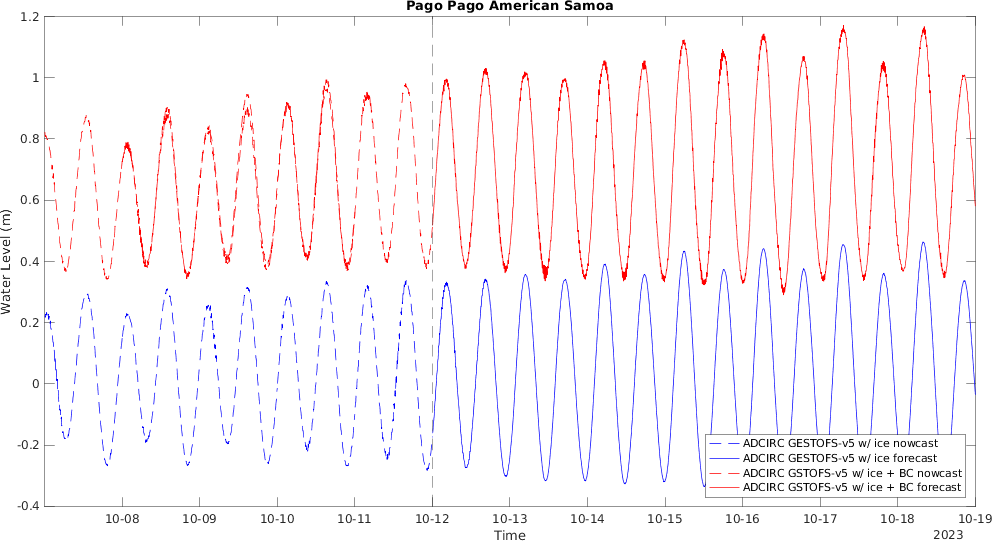 Pago Pago American Samoa
Water Level (m)
1.2
1
0.8
0.6
0.4
0.2
0
-0.2
-0.4
ADCIRC GESTOFS-v5 w/ ice nowcast
ADCIRC GESTOFS-v5 w/ ice forecast
ADCIRC GSTOFS-v5 w/ ice + BC nowcast
ADCIRC GSTOFS-v5 w/ ice + BC forecast
10-08 10-09 10-10 10-11 10-12 10-13 10-14 10-15 10-16 10-17 10-18 10-19
Time
2023